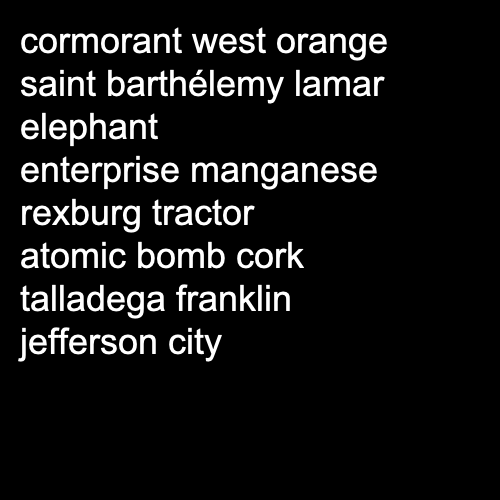 cormorant west orange
saint barthélemy lamar
elephant
enterprise manganese
rexburg tractor
atomic bomb cork
talladega franklin
jefferson city